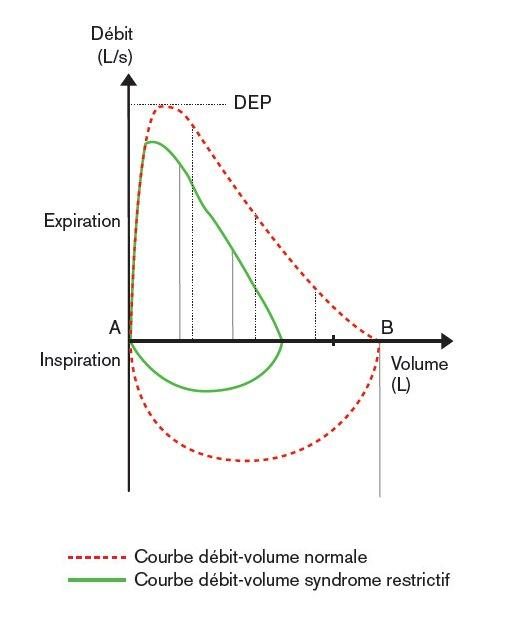 Débit
(L/s)
DEP
Expiration
A
B
Inspiration
Volume
(L)
Courbe débit-volume normale
Courbe débit-volume syndrome restrictif